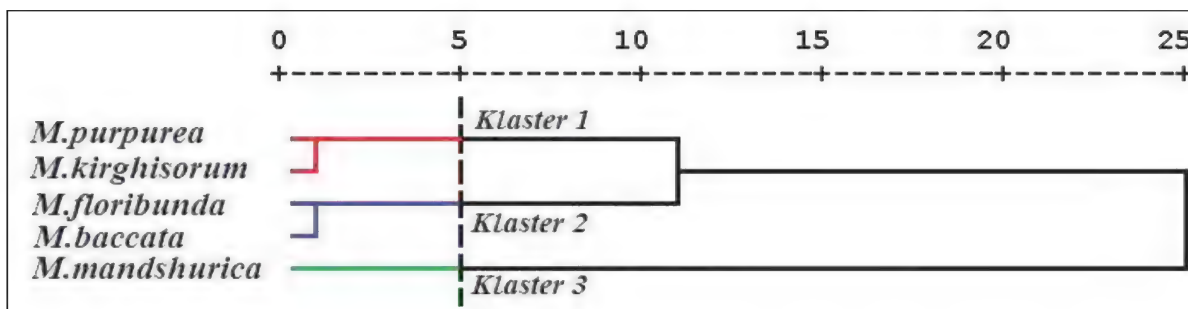 0 5 10 15 20 25
Klaster 1
M.purpurea
M.kirghisorum
M.floribunda
Klaster 2
M.baccata
M.mandshurica
Klaster 3